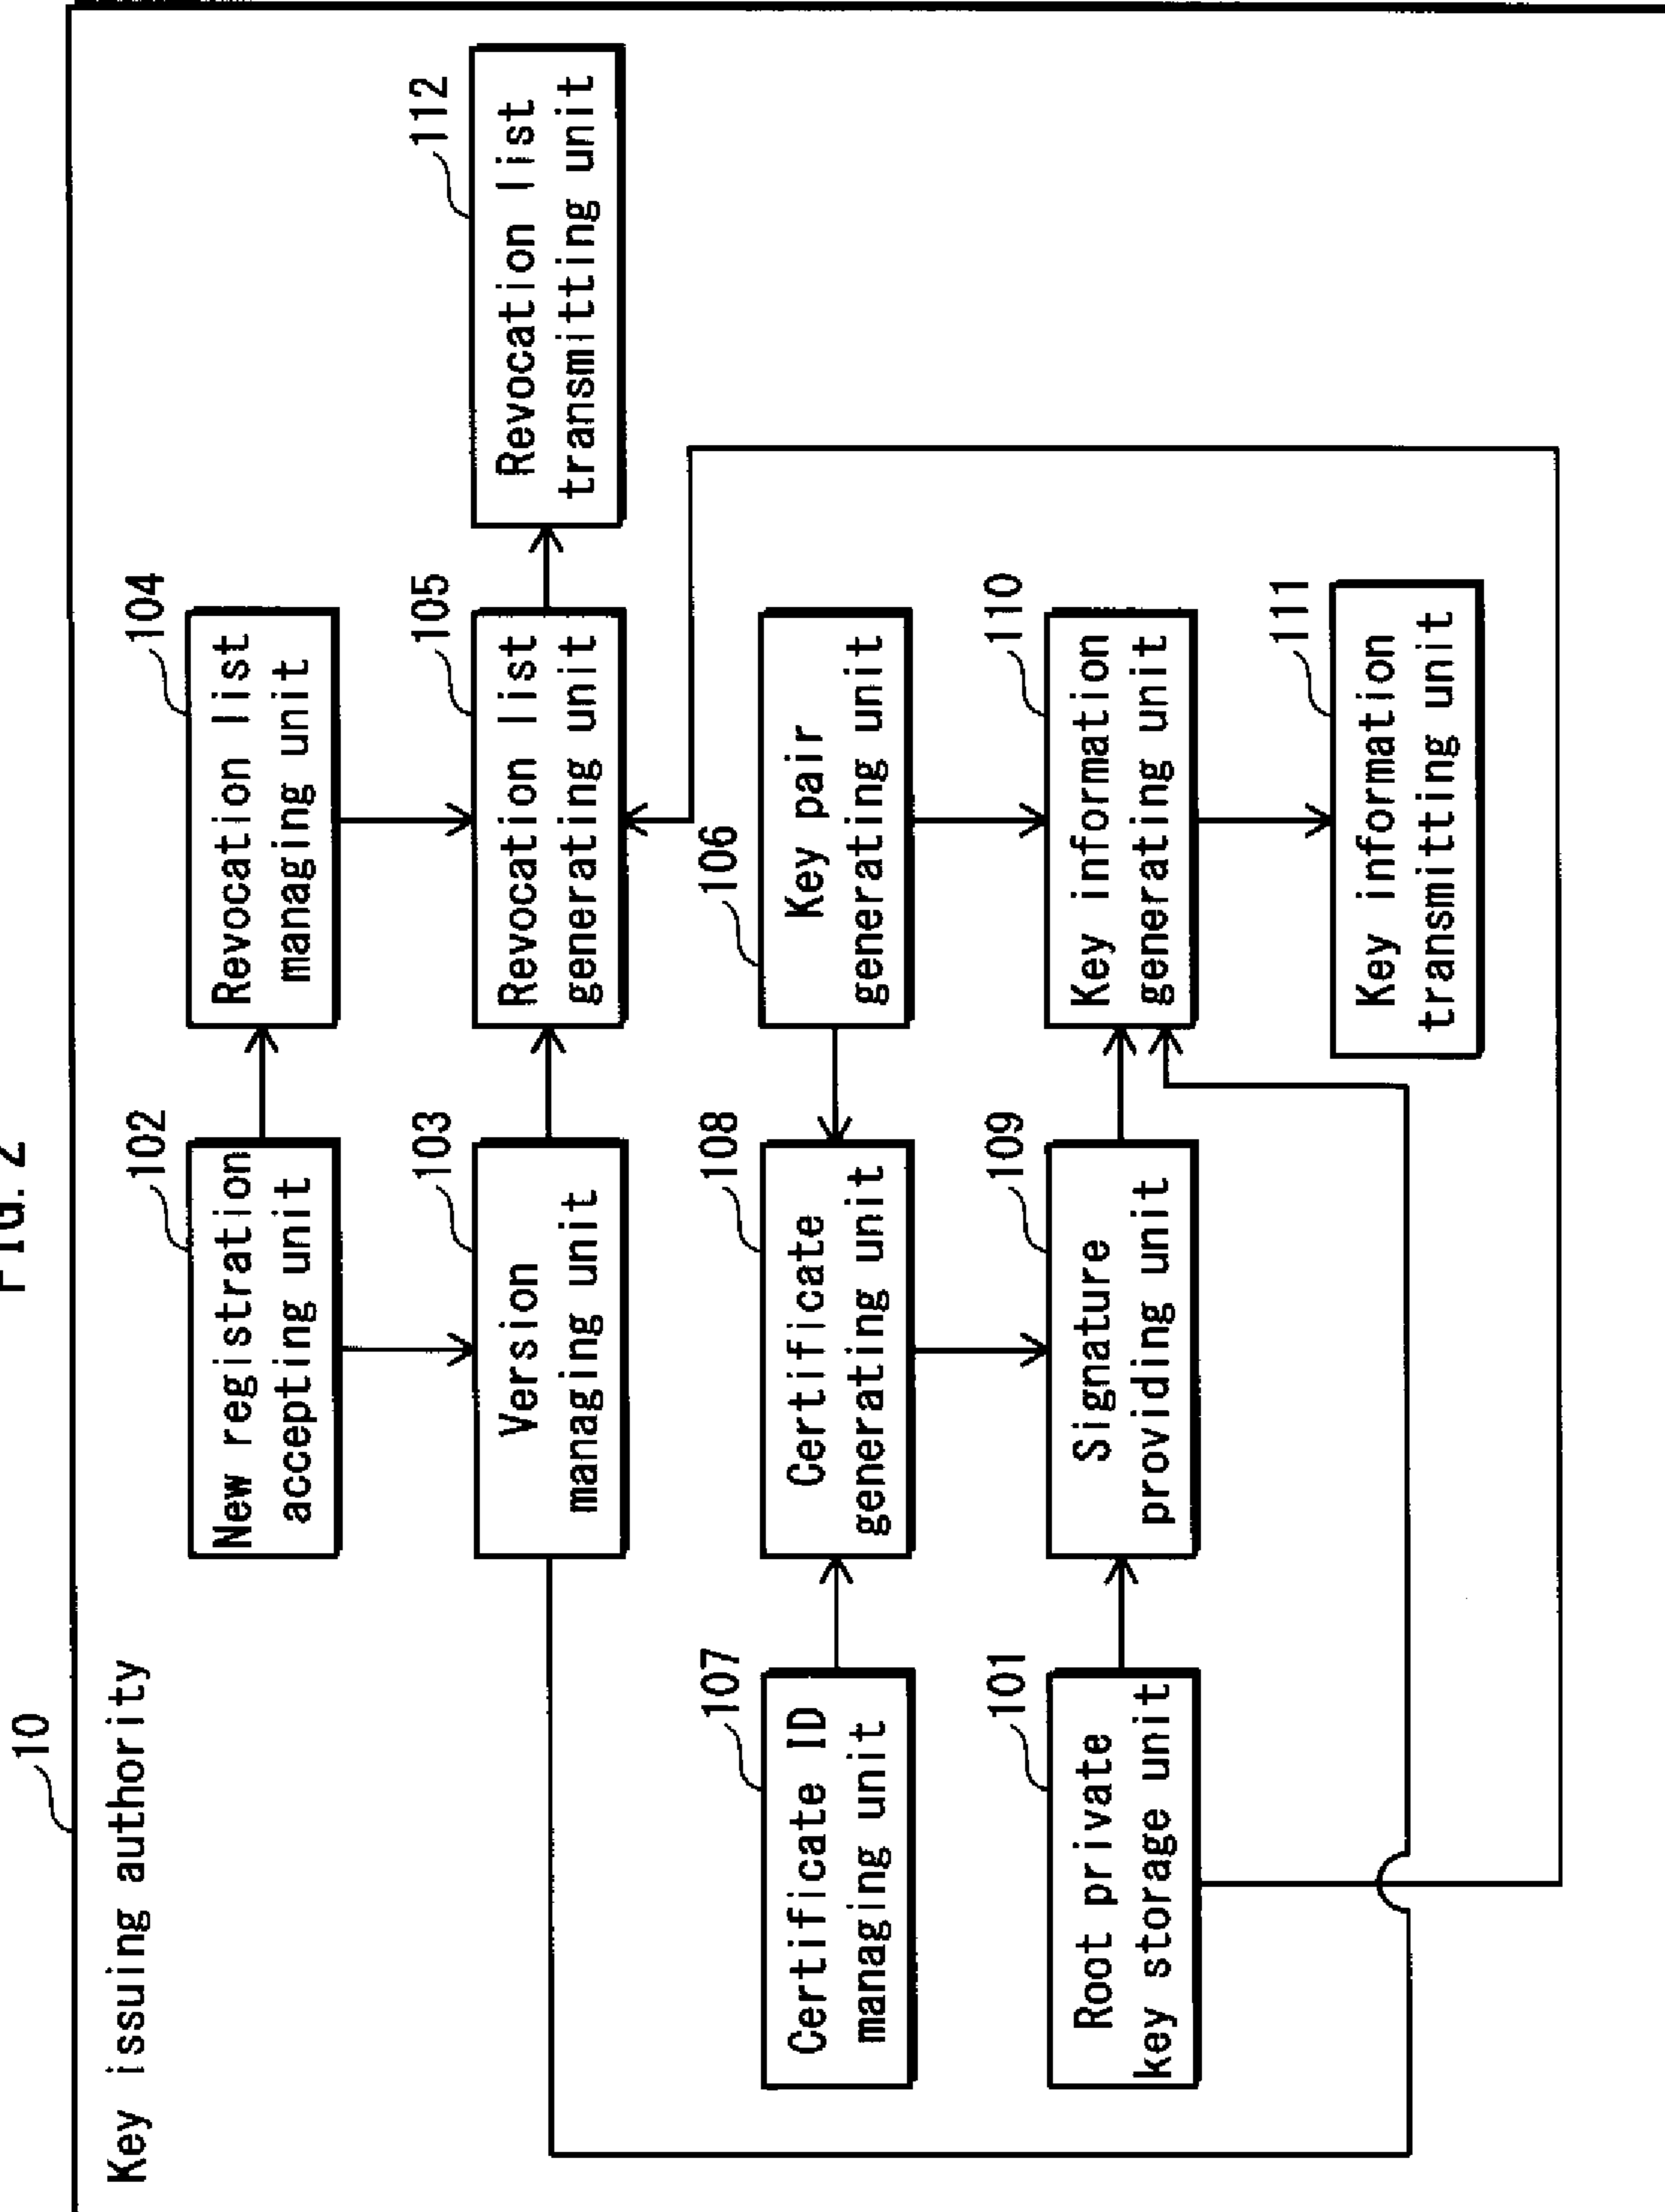 FIG. 2
10
Key issuing authority
102
New registration
accepting unit
104
Revocation list
managing unit
103
Version
managing unit
105
Revocation list
generating unit
112
Revocation list
transmitting unit
107
Certificate ID
managing unit
108
Certificate
generating unit
106
Key pair
generating unit
101
Root private
key storage unit
109
Signature
providing unit
110
Key information
generating unit
111
Key information
transmitting unit